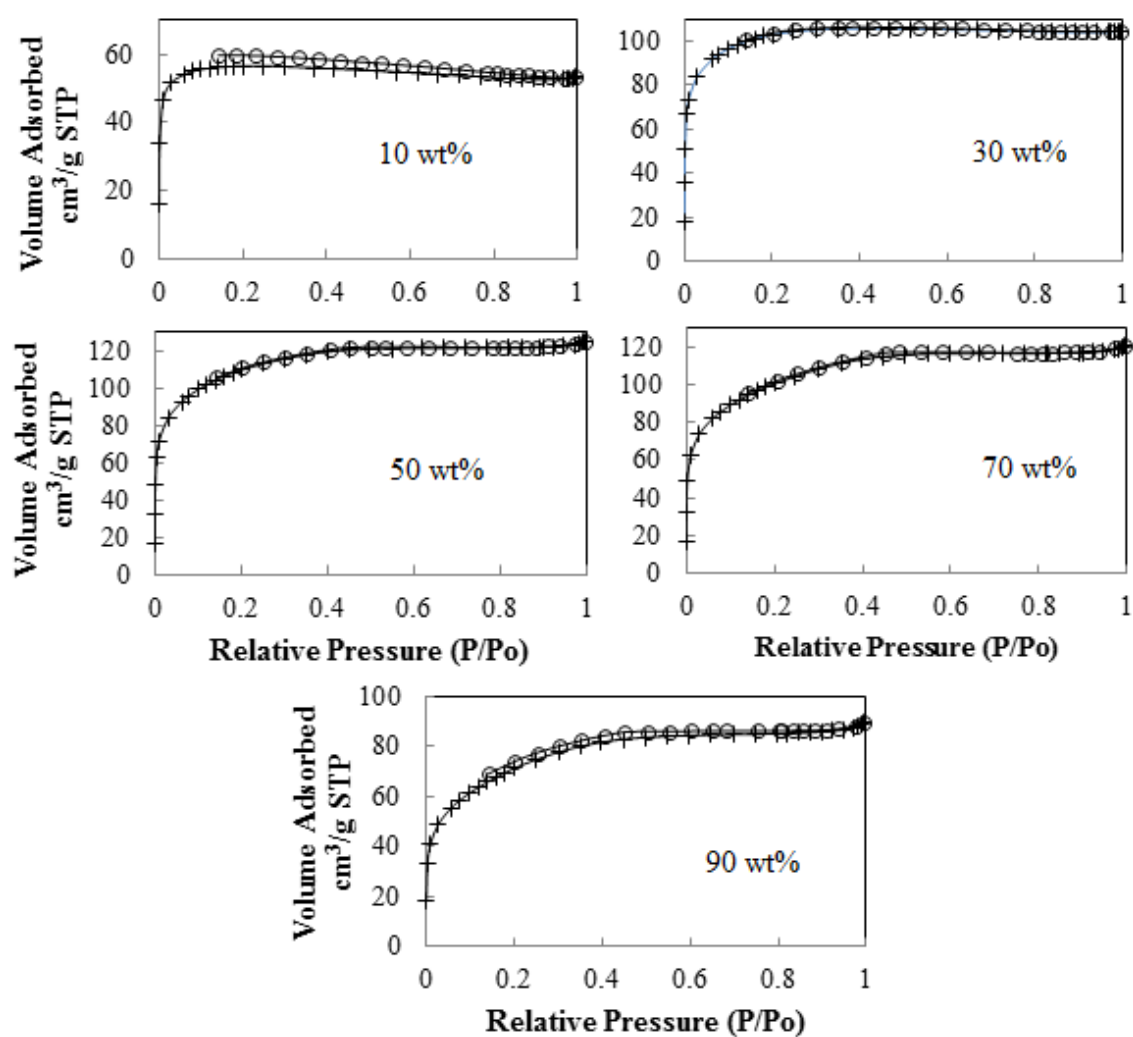 Volume Adsorbed
cm³/g STP
60
40
20
0
10 wt%
0 0.2 0.4 0.6 0.8 1
100
80
60
40
20
0
30 wt%
0 0.2 0.4 0.6 0.8 1
Volume Adsorbed
cm³/g STP
120
100
80
60
40
20
0
50 wt%
0 0.2 0.4 0.6 0.8 1
Relative Pressure (P/Po)
120
100
80
60
40
20
0
70 wt%
0 0.2 0.4 0.6 0.8 1
Relative Pressure (P/Po)
Volume Adsorbed
cm³/g STP
100
80
60
40
20
0
90 wt%
0 0.2 0.4 0.6 0.8 1
Relative Pressure (P/Po)